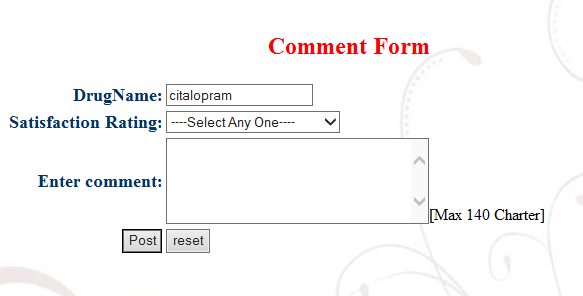 Comment Form
DrugName: citalopram
Satisfaction Rating: ----Select Any One----
Enter comment:
[Max 140 Charter]
Post reset